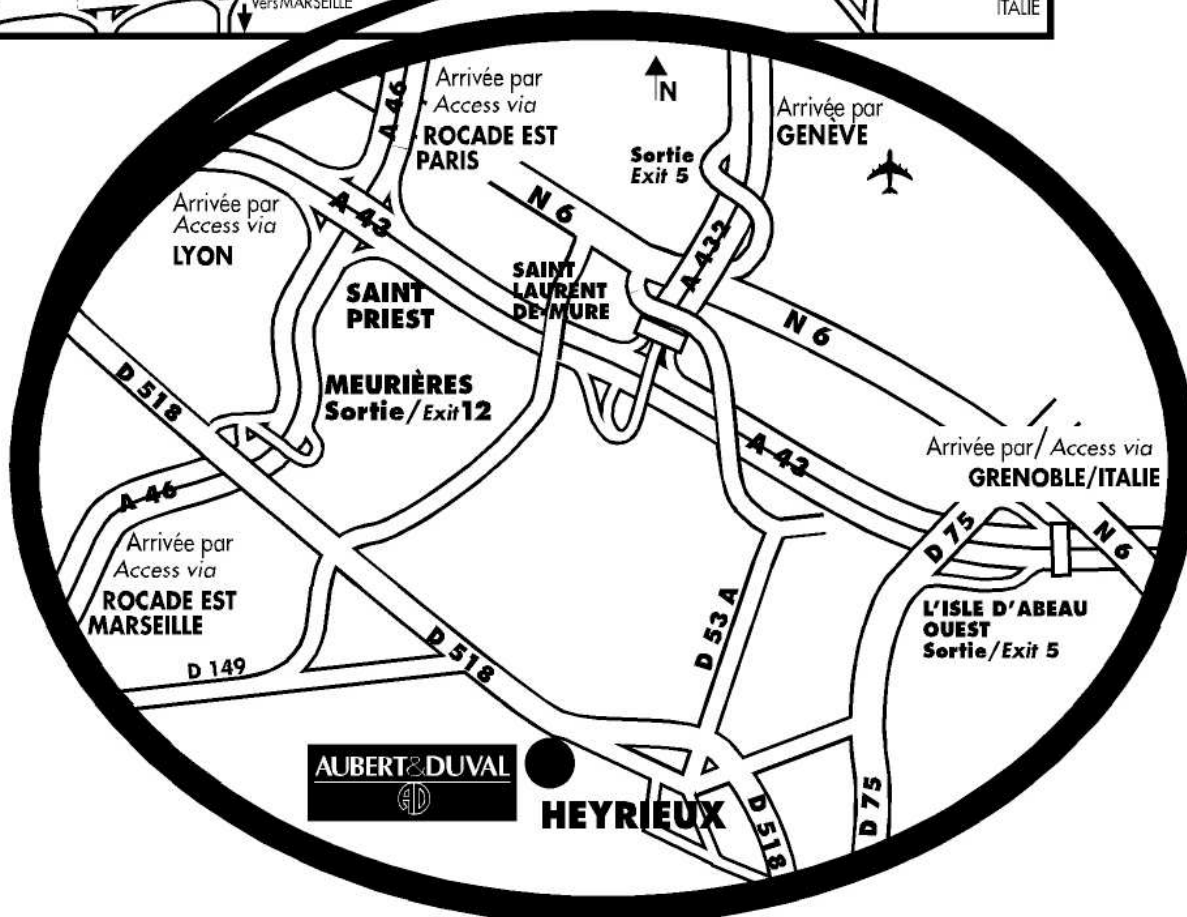 Vers MARSEILLE
ITALIE
Arrivée par
Access via
ROCADE EST
PARIS
A 46
N
Arrivée par
GENÈVE
Sortie
Exit 5
N 6
Arrivée par
Access via
LYON
A 43
A 432
SAINT
LAURENT
DE-MURE
SAINT
PRIEST
N 6
D 518
MEURIÈRES
Sortie/Exit 12
A 43
Arrivée par/Access via
GRENOBLE/ITALIE
A 46
D 75
N 6
Arrivée par
Access via
ROCADE EST
MARSEILLE
L'ISLE D'ABEAU
OUEST
Sortie/Exit 5
D 53 A
D 518
D 149
AUBERT&DUVAL
AD
HEYRIEUX
D 518
D 75